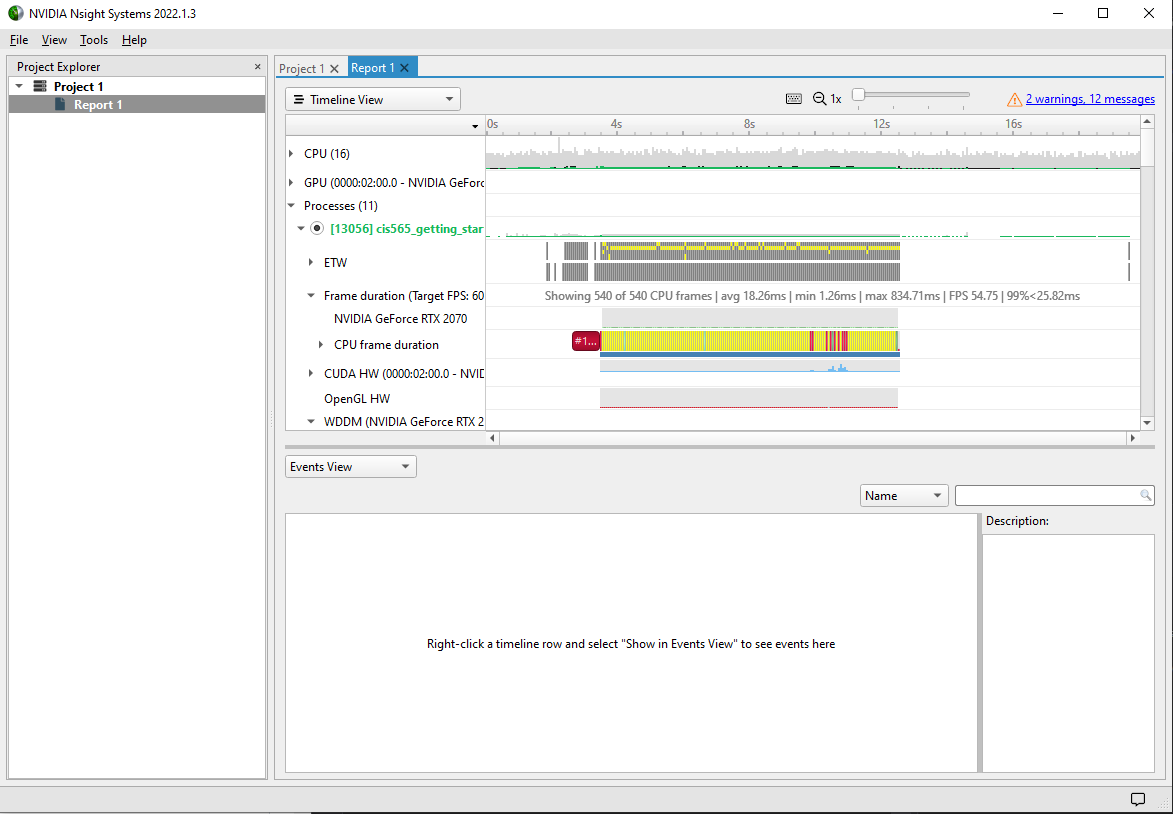 NVIDIA Nsight Systems 2022.1.3
File View Tools Help
Project Explorer
Project 1
Report 1
Project 1
Report 1
Timeline View
1x
2 warnings, 12 messages
0s 4s 8s 12s 16s
CPU (16)
GPU (0000:02:00.0 - NVIDIA GeForc
Processes (11)
[13056] cis565_getting_star
ETW
Frame duration (Target FPS: 60
Showing 540 of 540 CPU frames | avg 18.26ms | min 1.26ms | max 834.71ms | FPS 54.75 | 99%<25.82ms
NVIDIA GeForce RTX 2070
CPU frame duration
#1...
CUDA HW (0000:02:00.0 - NVID
OpenGL HW
WDDM (NVIDIA GeForce RTX 2
Events View
Name
Description:
Right-click a timeline row and select "Show in Events View" to see events here